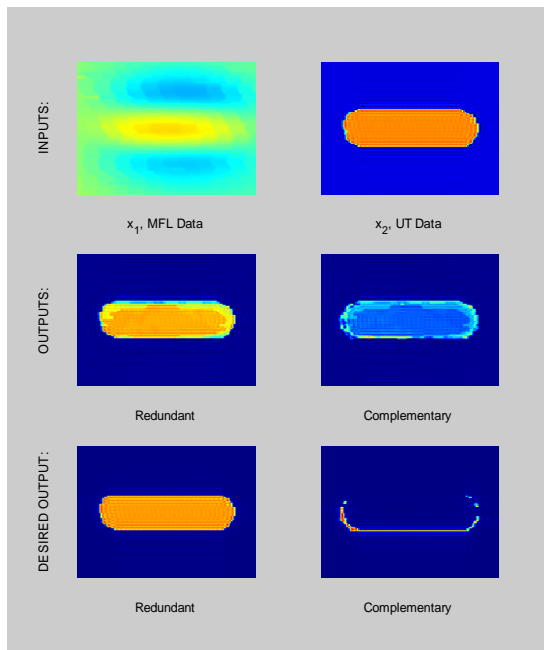 INPUTS:
x1, MFL Data
x2, UT Data
OUTPUTS:
Redundant
Complementary
DESIRED OUTPUT:
Redundant
Complementary